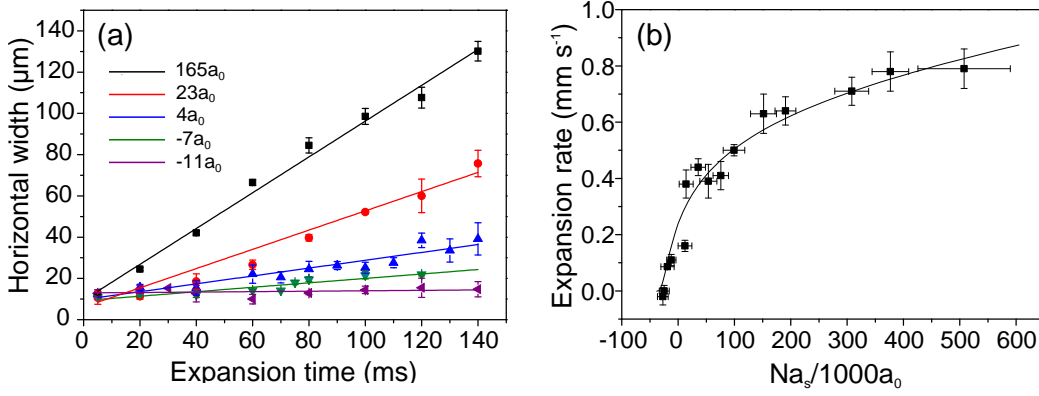 (a)
Horizontal width (μm)
140
120
100
80
60
40
20
0
165a₀
23a₀
4a₀
-7a₀
-11a₀
0 20 40 60 80 100 120 140
Expansion time (ms)
(b)
Expansion rate (mm s⁻¹)
1.0
0.8
0.6
0.4
0.2
0.0
-100 0 100 200 300 400 500 600
Naₛ/1000a₀